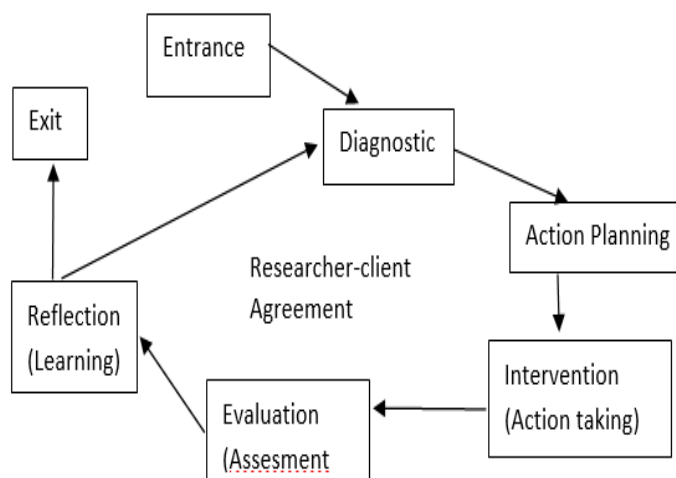 Entrance
Exit
Diagnostic
Action Planning
Researcher-client
Agreement
Reflection
(Learning)
Intervention
(Action taking)
Evaluation
(Assesment